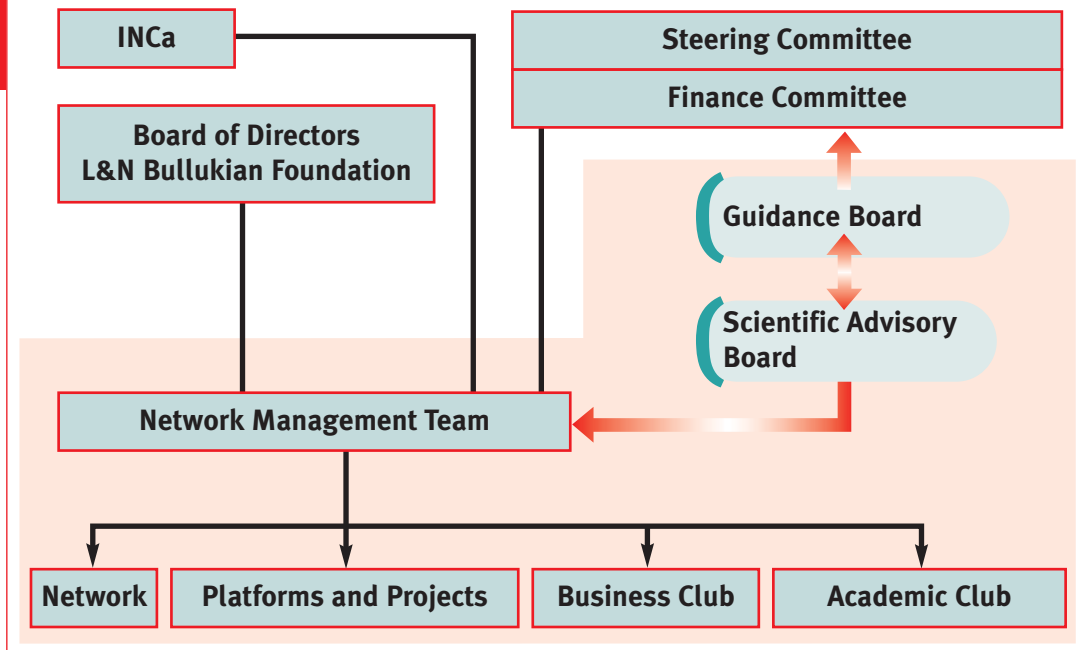 INCa
Steering Committee
Finance Committee
Board of Directors
L&N Bullukian Foundation
Guidance Board
Scientific Advisory
Board
Network Management Team
Network
Platforms and Projects
Business Club
Academic Club